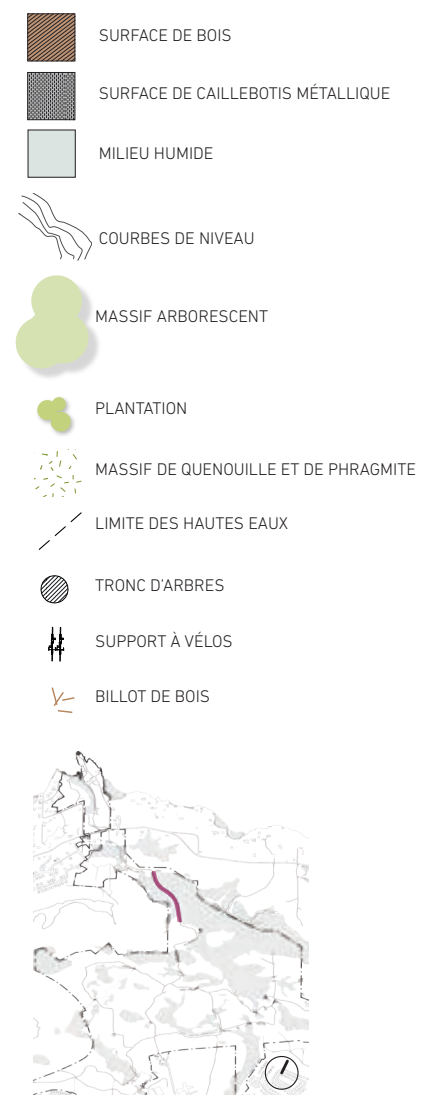 SURFACE DE BOIS
SURFACE DE CAILLEBOTIS MÉTALLIQUE
MILIEU HUMIDE
COURBES DE NIVEAU
MASSIF ARBORESCENT
PLANTATION
MASSIF DE QUENOUILLE ET DE PHRAGMITE
LIMITE DES HAUTES EAUX
TRONC D'ARBRES
SUPPORT À VÉLOS
BILLOT DE BOIS